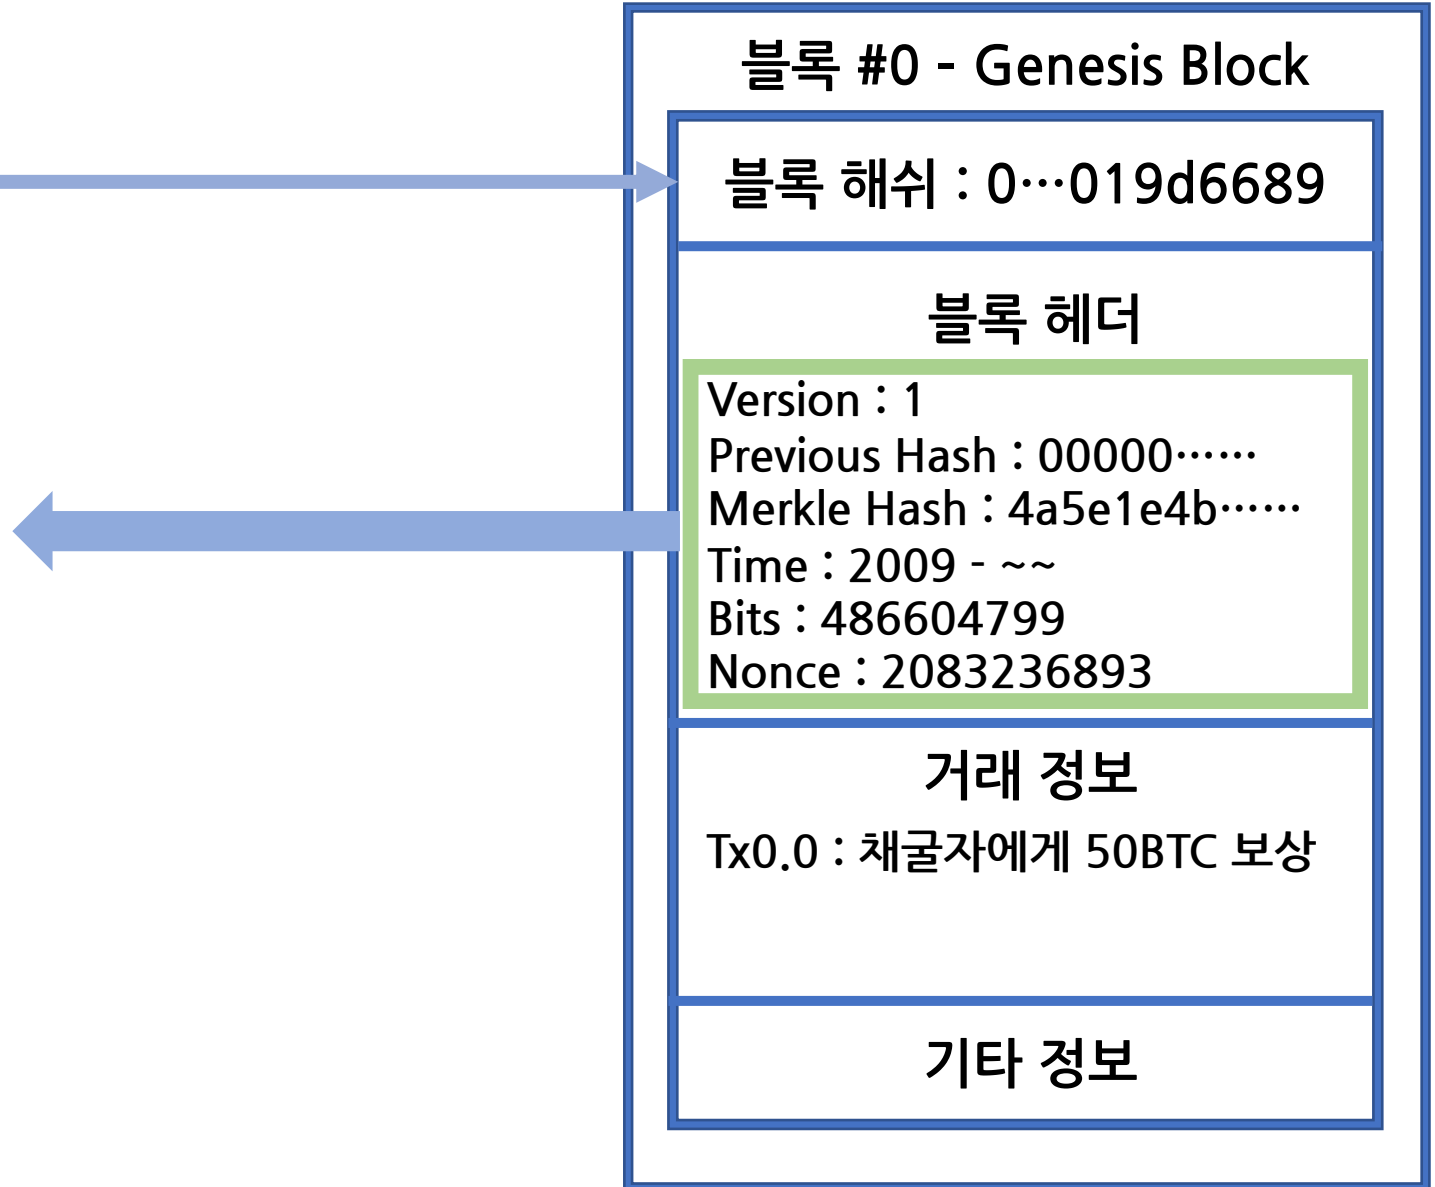 블록 #0 - Genesis Block
블록 해쉬 : 0…019d6689
블록 헤더
Version : 1
Previous Hash : 00000……
Merkle Hash : 4a5e1e4b……
Time : 2009 - ~~
Bits : 486604799
Nonce : 2083236893
거래 정보
Tx0.0 : 채굴자에게 50BTC 보상
기타 정보